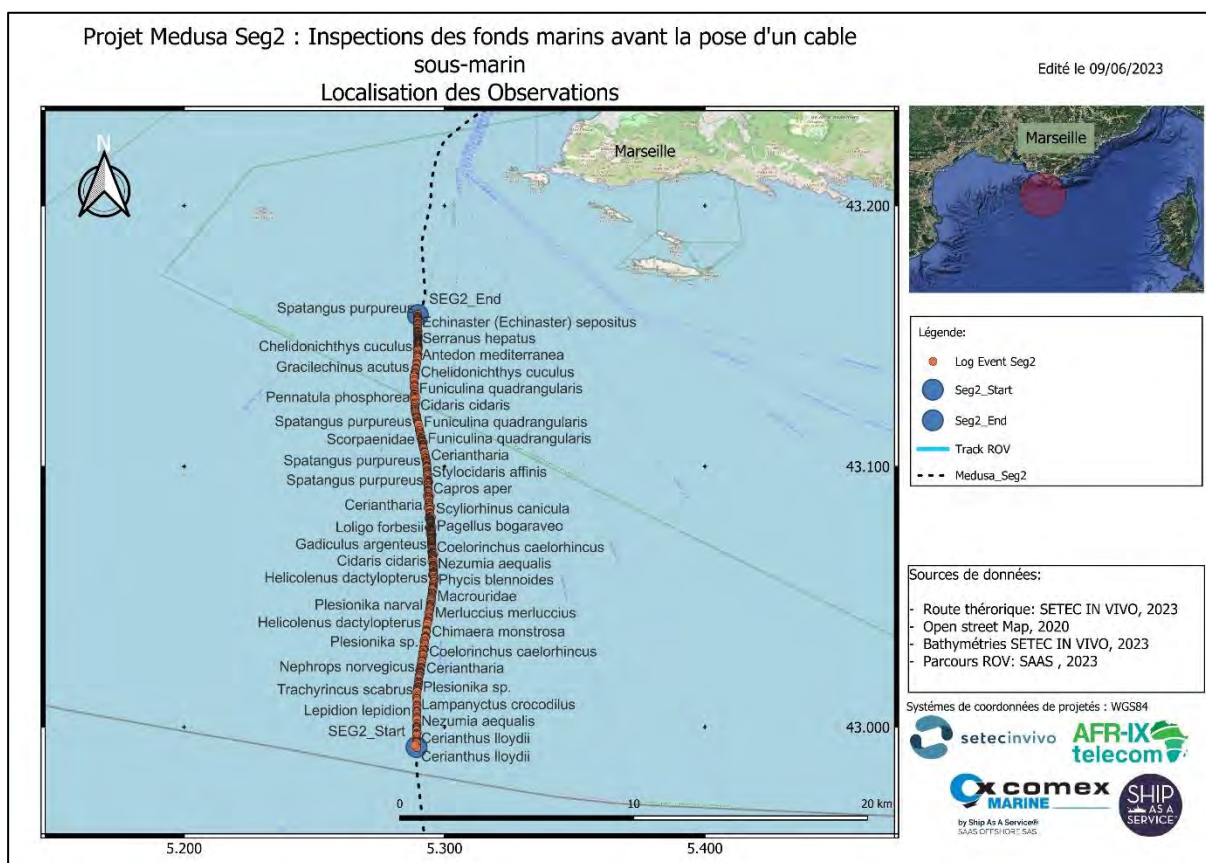 Projet Medusa Seg2 : Inspections des fonds marins avant la pose d'un cable
sous-marin
Localisation des Observations
Edité le 09/06/2023
N
Marseille
43.200
SEG2_End
Spatangus purpureus
Echinaster (Echinaster) sepositus
Serranus hepatus
Chelidonichthys cuculus
Antedon mediterranea
Gracilechinus acutus
Chelidonichthys cuculus
Funiculina quadrangularis
Pennatula phosphorea
Cidaris cidaris
Spatangus purpureus
Funiculina quadrangularis
Scorpaenidae
Funiculina quadrangularis
Ceriantharia
Spatangus purpureus
43.100
Stylocidaris affinis
Spatangus purpureus
Capros aper
Ceriantharia
Scyliorhinus canicula
Loligo forbesii
Pagellus bogaraveo
Gadiculus argenteus
Coelorinchus caelorhincus
Cidaris cidaris
Nezumia aequalis
Helicolenus dactylopterus
Phycis blennoides
Macrouridae
Plesionika narval
Merluccius merluccius
Helicolenus dactylopterus
Chimaera monstrosa
Plesionika sp.
Coelorinchus caelorhincus
Nephrops norvegicus
Ceriantharia
Trachyrincus scabrus
Plesionika sp.
Lepidion lepidion
Lampanyctus crocodilus
Nezumia aequalis
43.000
SEG2_Start
Cerianthus lloydii
Cerianthus lloydii
0 10 20 km
5.200 5.300 5.400
Marseille
Légende:
Log Event Seg2
Seg2_Start
Seg2_End
Track ROV
Medusa_Seg2
Sources de données:
- Route thérorique: SETEC IN VIVO, 2023
- Open street Map, 2020
- Bathymétries SETEC IN VIVO, 2023
- Parcours ROV: SAAS , 2023
Systèmes de coordonnées de projetés : WGS84
setecinvivo
AFR-IX
telecom
comex
MARINE
by Ship As A Service®
SAAS OFFSHORE SAS
SHIP
AS A
SERVICE